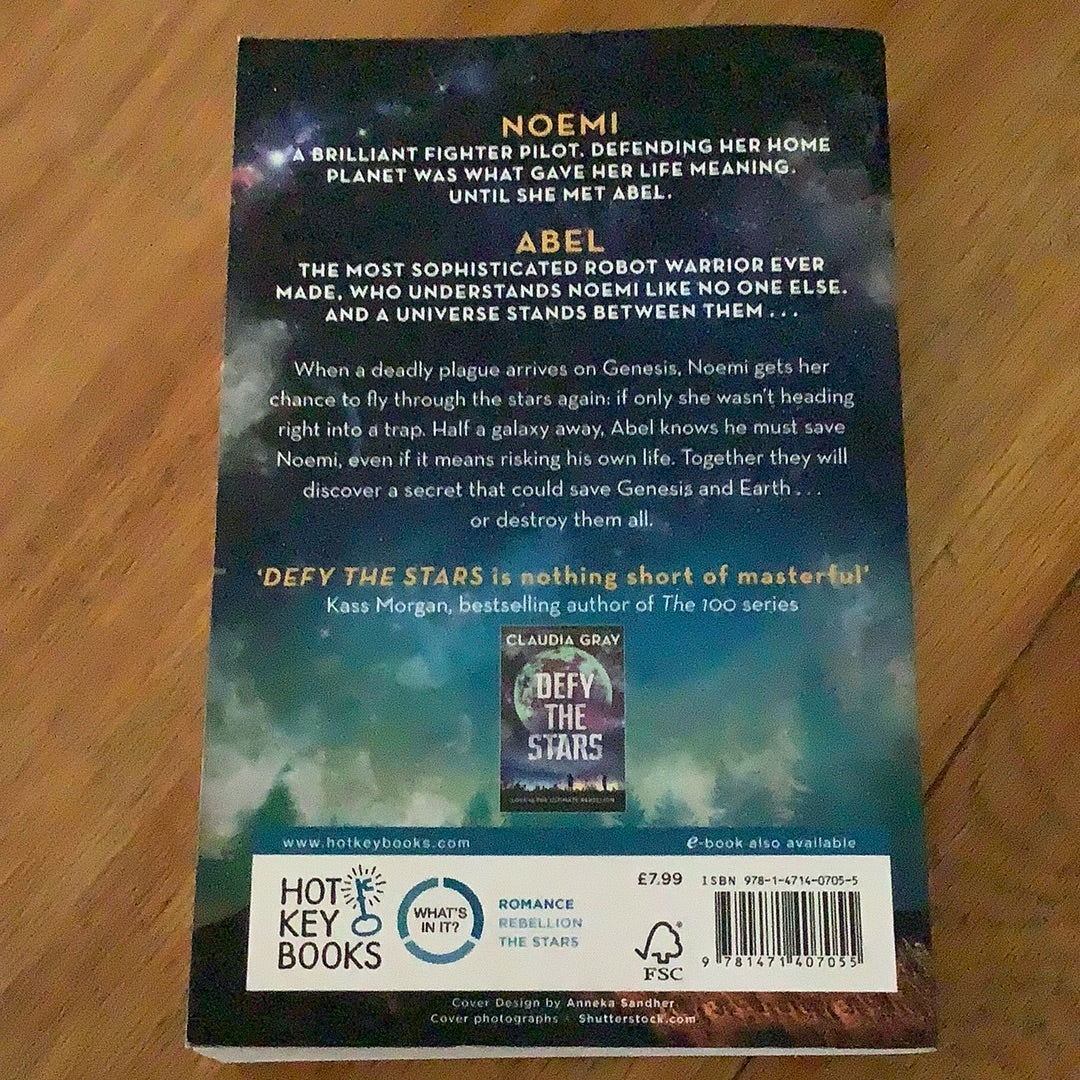 NOEMI
A BRILLIANT FIGHTER PILOT. DEFENDING HER HOME
PLANET WAS WHAT GAVE HER LIFE MEANING.
UNTIL SHE MET ABEL.
ABEL
THE MOST SOPHISTICATED ROBOT WARRIOR EVER
MADE, WHO UNDERSTANDS NOEMI LIKE NO ONE ELSE.
AND A UNIVERSE STANDS BETWEEN THEM . . .
When a deadly plague arrives on Genesis, Noemi gets her
chance to fly through the stars again: if only she wasn't heading
right into a trap. Half a galaxy away, Abel knows he must save
Noemi, even if it means risking his own life. Together they will
discover a secret that could save Genesis and Earth . . .
or destroy them all.
'DEFY THE STARS is nothing short of masterful'
Kass Morgan, bestselling author of The 100 series
CLAUDIA GRAY
DEFY
THE
STARS
LOVE IS THE ULTIMATE REBELLION
www.hotkeybooks.com
e-book also available
HOT
KEY
BOOKS
WHAT'S
IN IT?
ROMANCE
REBELLION
THE STARS
£7.99
FSC
ISBN 978-1-4714-0705-5
9 781471 407055
Cover Design by Anneka Sandher
Cover photographs · Shutterstock.com